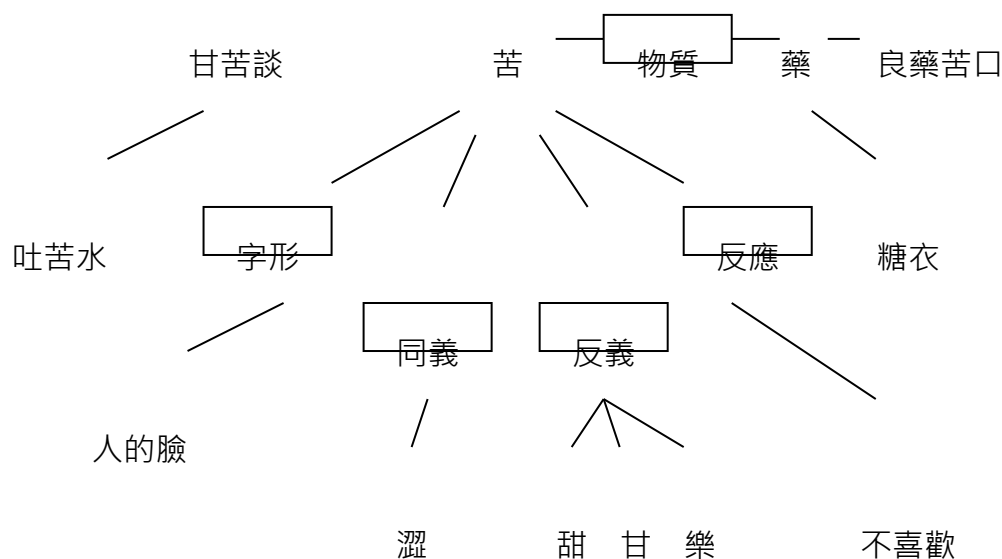 甘苦談 苦 物質 藥 良藥苦口
吐苦水 字形 反應 糖衣
同義 反義
人的臉
澀 甜 甘 樂 不喜歡